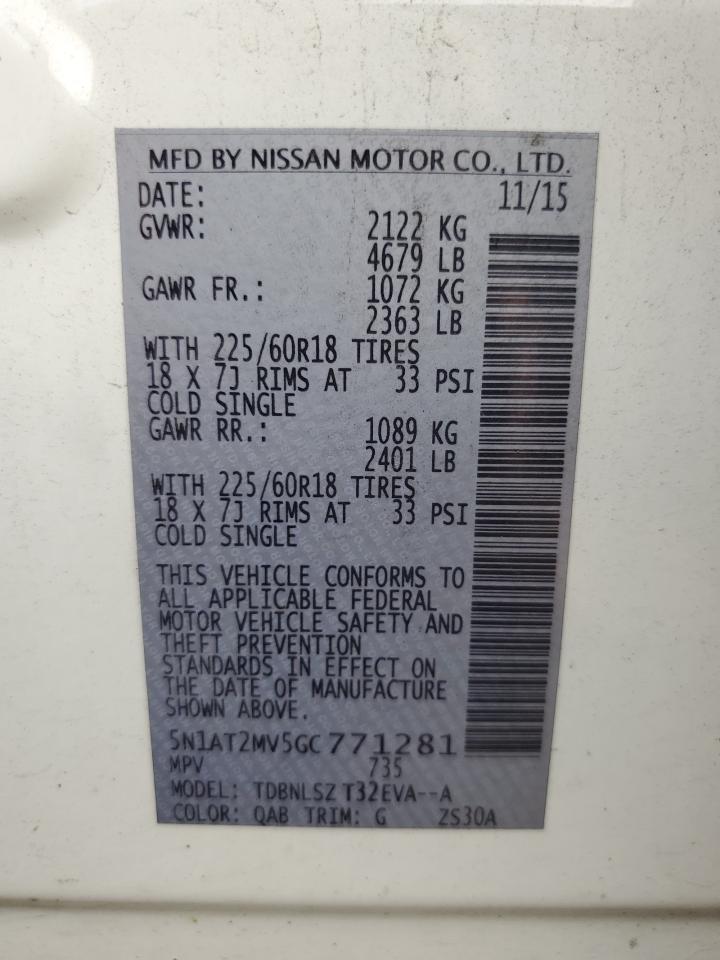 MFD BY NISSAN MOTOR CO., LTD.
DATE: 11/15
GVWR: 2122 KG
4679 LB
GAWR FR.: 1072 KG
2363 LB
WITH 225/60R18 TIRES
18 X 7J RIMS AT 33 PSI
COLD SINGLE
GAWR RR.: 1089 KG
2401 LB
WITH 225/60R18 TIRES
18 X 7J RIMS AT 33 PSI
COLD SINGLE
THIS VEHICLE CONFORMS TO
ALL APPLICABLE FEDERAL
MOTOR VEHICLE SAFETY AND
THEFT PREVENTION
STANDARDS IN EFFECT ON
THE DATE OF MANUFACTURE
SHOWN ABOVE.
5N1AT2MV5GC771281
MPV 735
MODEL: TDBNLSZ T32EVA--A
COLOR: QAB TRIM: G ZS30A